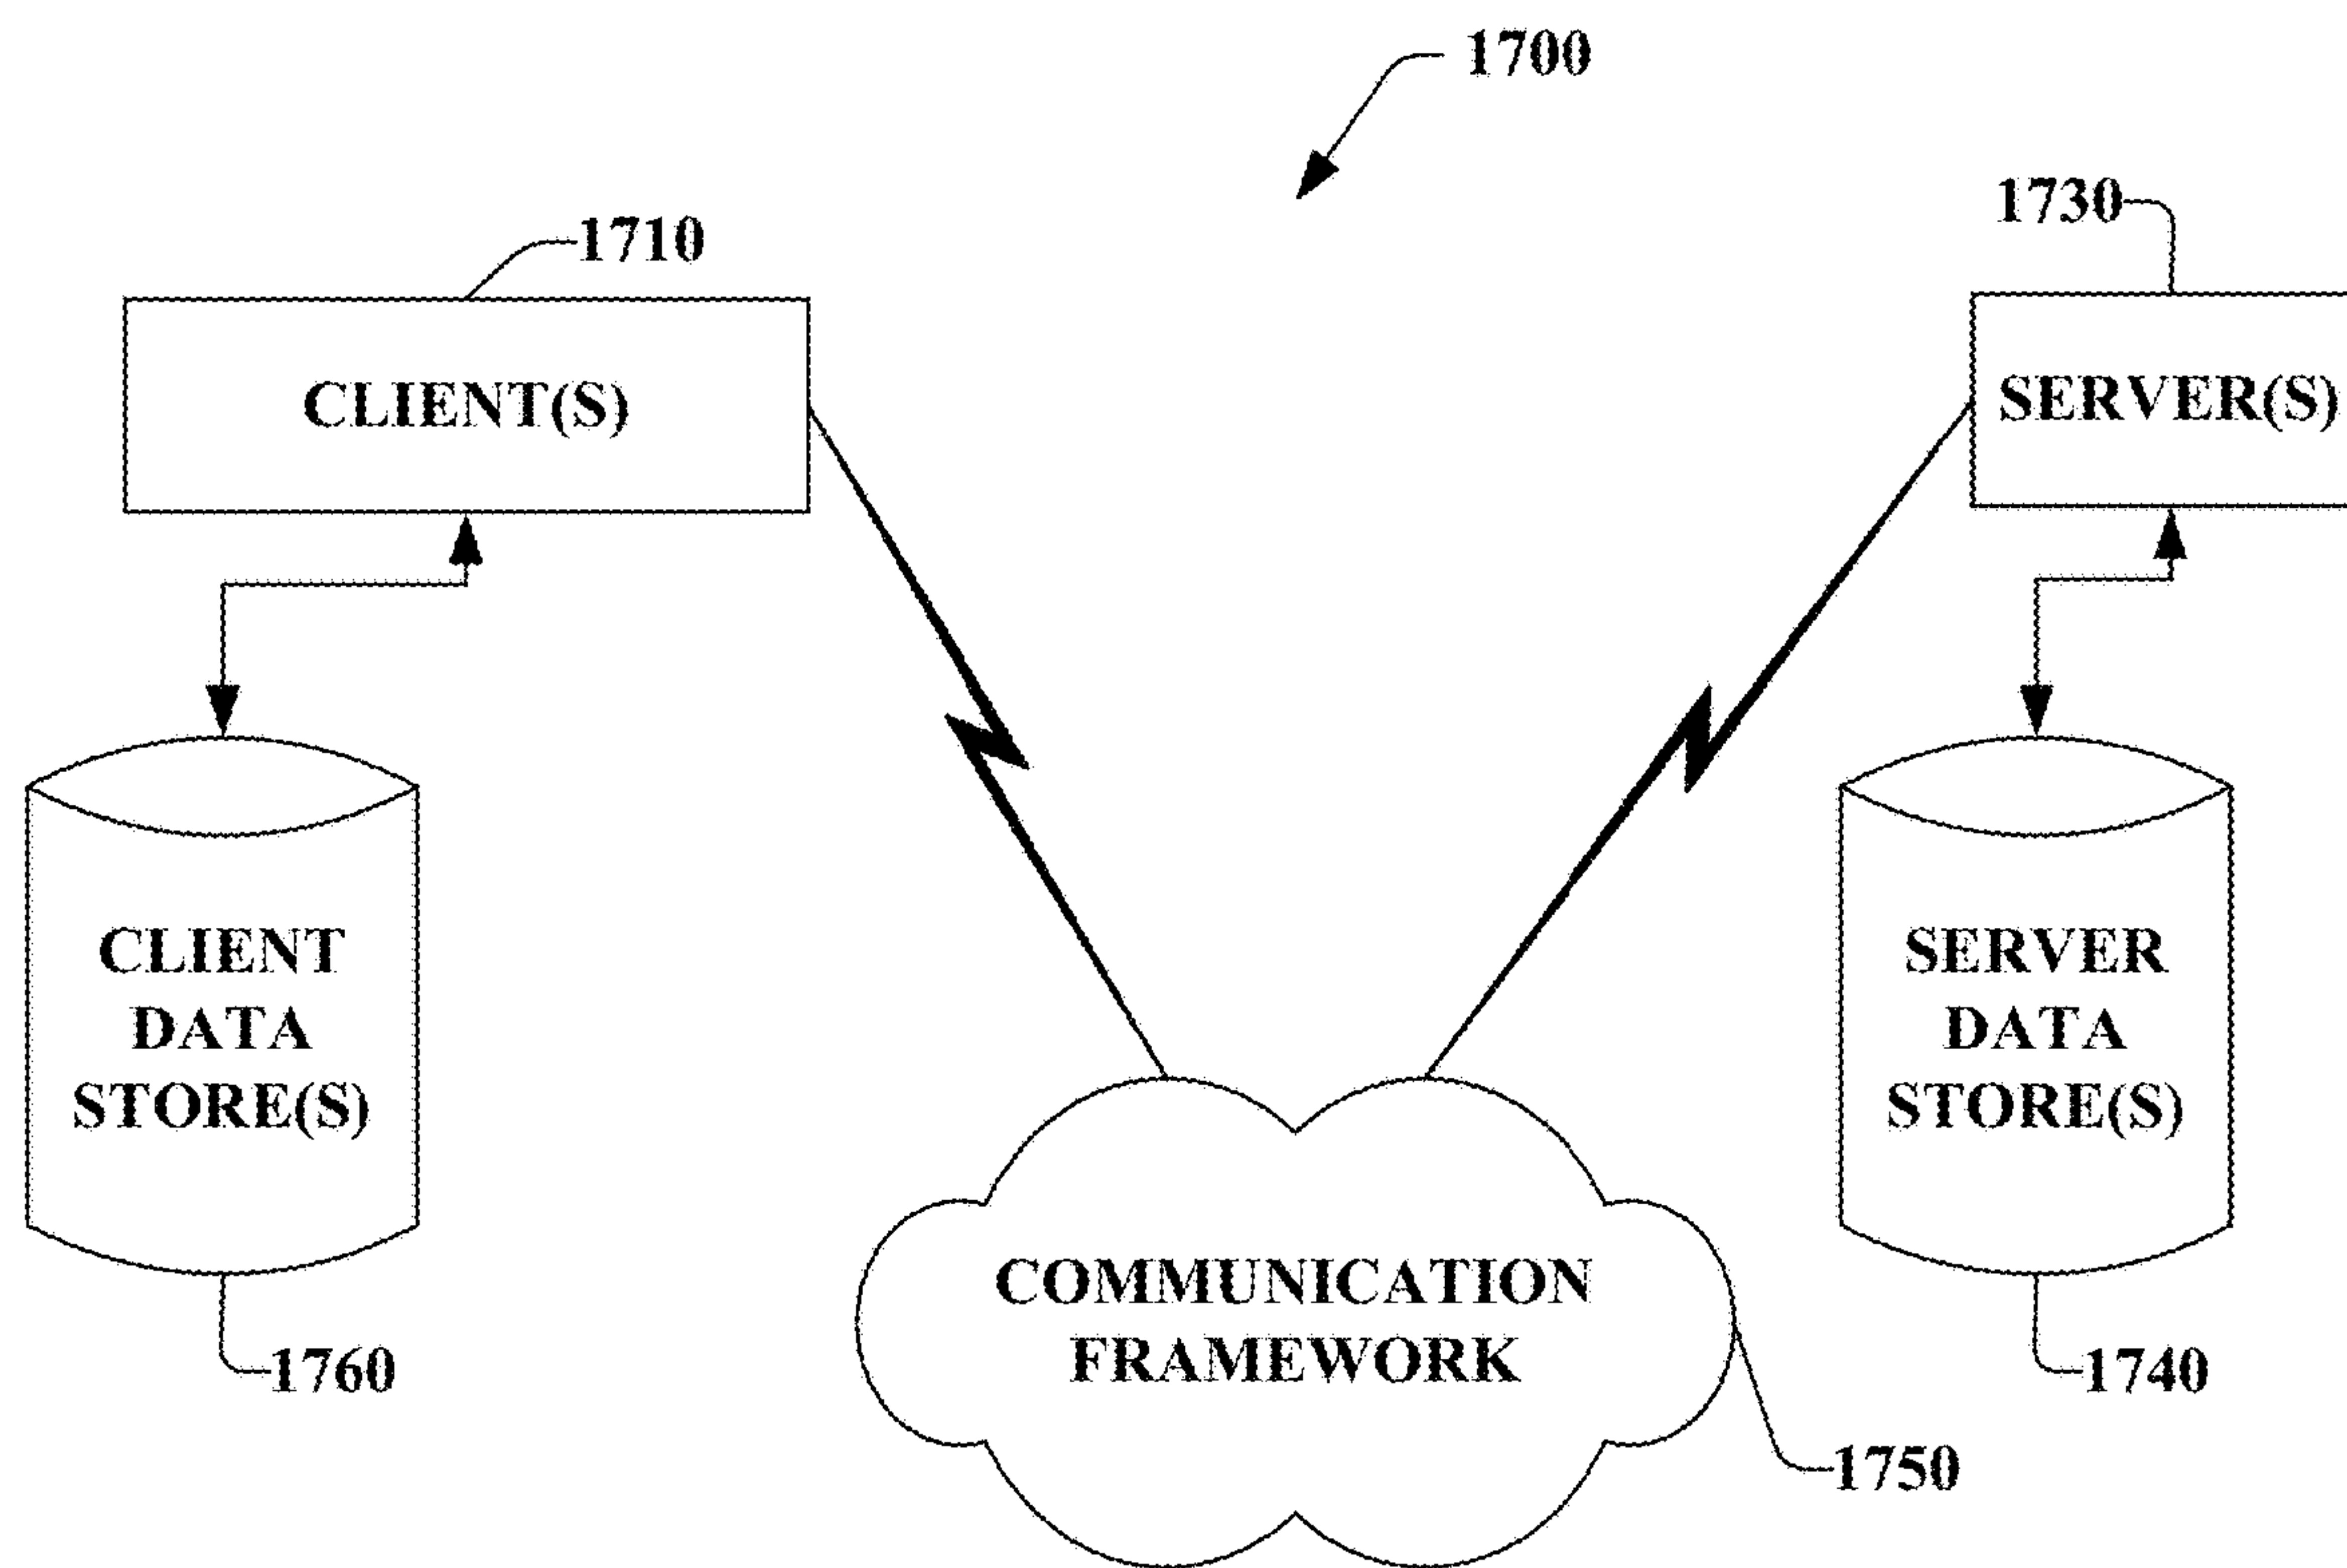 1700
1730
1710
CLIENT(S)
SERVER(S)
CLIENT
DATA
STORE(S)
SERVER
DATA
STORE(S)
COMMUNICATION
FRAMEWORK
1760
1740
1750